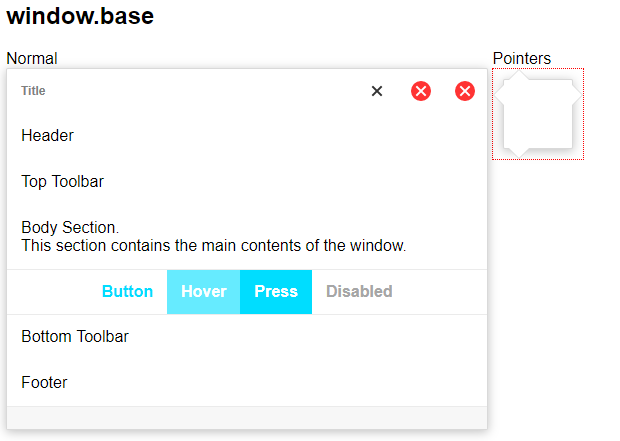 window.base
Normal
Pointers
Title
Header
Top Toolbar
Body Section.
This section contains the main contents of the window.
Button Hover Press Disabled
Bottom Toolbar
Footer